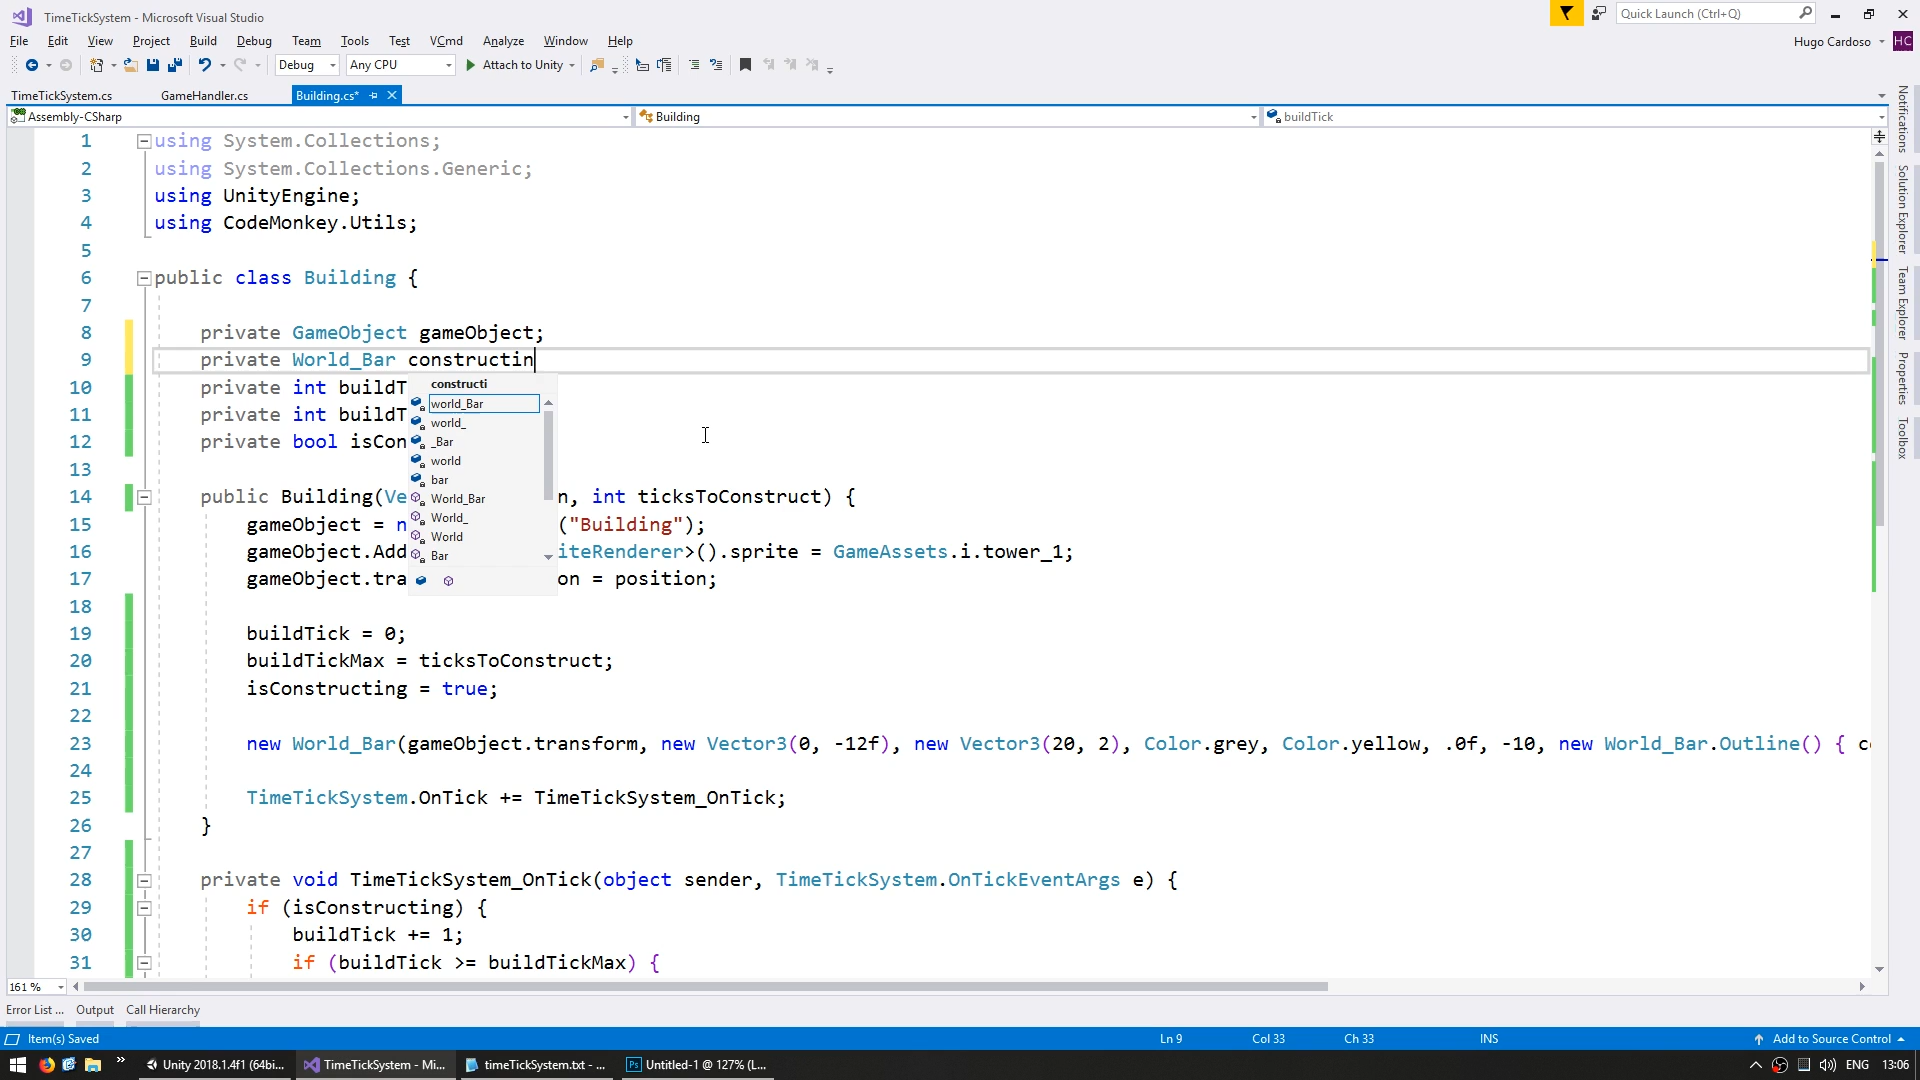 TimeTickSystem - Microsoft Visual Studio
Quick Launch (Ctrl+Q)
File Edit View Project Build Debug Team Tools Test VCmd Analyze Window Help
Hugo Cardoso HC
Debug Any CPU Attach to Unity
TimeTickSystem.cs GameHandler.cs Building.cs*
Assembly-CSharp Building buildTick
1 using System.Collections;
2 using System.Collections.Generic;
3 using UnityEngine;
4 using CodeMonkey.Utils;
5
6 public class Building {
7
8 private GameObject gameObject;
9 private World_Bar constructin
10 private int buildT
11 private int buildT
12 private bool isCon
13
14 public Building(Ve n, int ticksToConstruct) {
15 gameObject = n ("Building");
16 gameObject.Add iteRenderer>().sprite = GameAssets.i.tower_1;
17 gameObject.tra on = position;
18
19 buildTick = 0;
20 buildTickMax = ticksToConstruct;
21 isConstructing = true;
22
23 new World_Bar(gameObject.transform, new Vector3(0, -12f), new Vector3(20, 2), Color.grey, Color.yellow, .0f, -10, new World_Bar.Outline() { c
24
25 TimeTickSystem.OnTick += TimeTickSystem_OnTick;
26 }
27
28 private void TimeTickSystem_OnTick(object sender, TimeTickSystem.OnTickEventArgs e) {
29 if (isConstructing) {
30 buildTick += 1;
31 if (buildTick >= buildTickMax) {
constructi
world_Bar
world_
_Bar
world
bar
World_Bar
World_
World
Bar
Notifications
Solution Explorer
Team Explorer
Properties
Toolbox
161 %
Error List ... Output Call Hierarchy
Item(s) Saved Ln 9 Col 33 Ch 33 INS Add to Source Control
Unity 2018.1.4f1 (64bi... TimeTickSystem - Mi... timeTickSystem.txt - ... Untitled-1 @ 127% (L... ENG 13:06